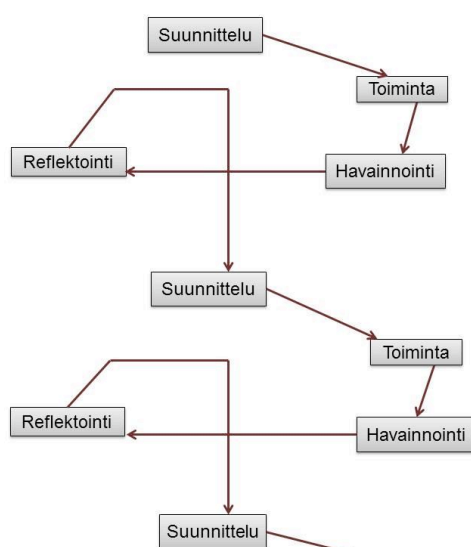 Suunnittelu
Toiminta
Reflektointi
Havainnointi
Suunnittelu
Toiminta
Reflektointi
Havainnointi
Suunnittelu